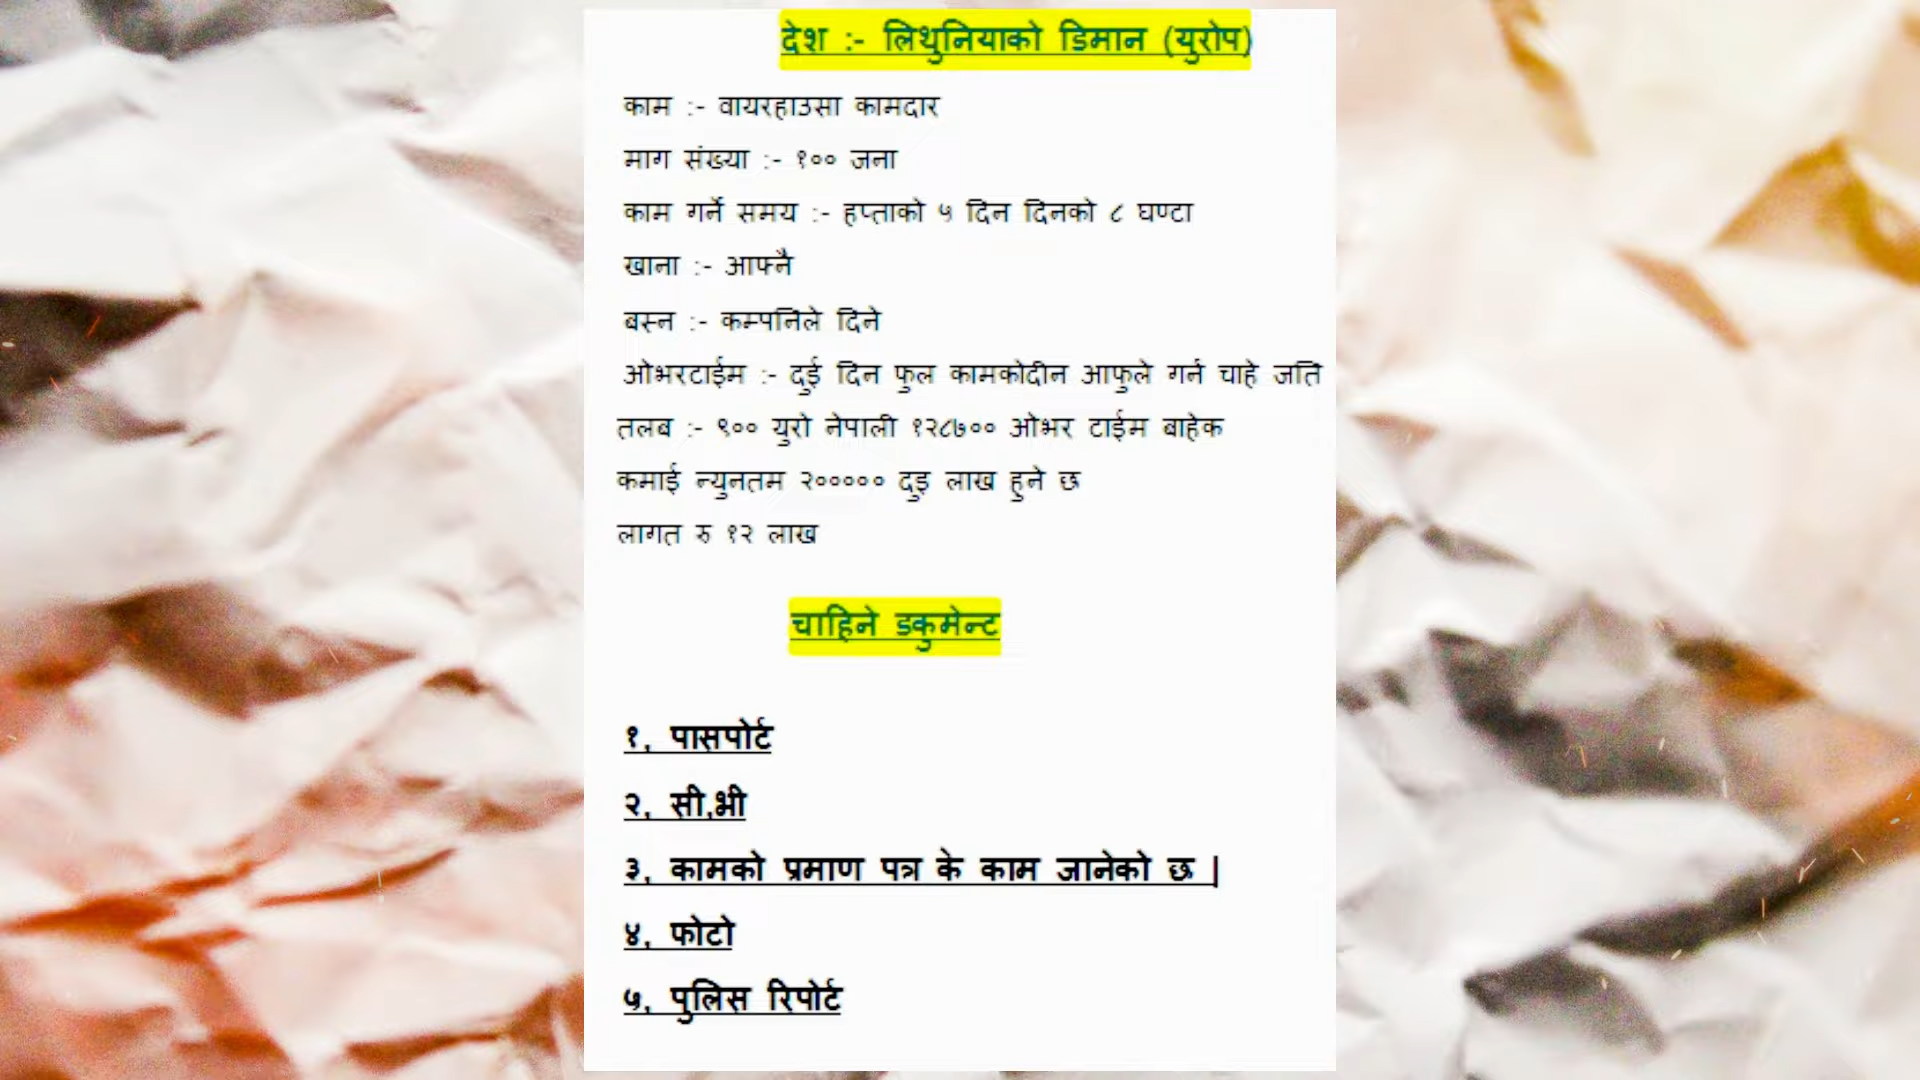 देश :- लिथुनियाको डिमान (युरोप)
काम :- वायरहाउसा कामदार
माग संख्या :- १०० जना
काम गर्ने समय :- हप्ताको ५ दिन दिनको ८ घण्टा
खाना :- आफ्नै
बस्न :- कम्पनिले दिने
ओभरटाईम :- दुई दिन फुल कामकोदीन आफुले गर्न चाहे जति
तलब :- ९०० युरो नेपाली १२८७०० ओभर टाईम बाहेक
कमाई न्युनतम २००००० दुइ लाख हुने छ
लागत रु १२ लाख
चाहिने डकुमेन्ट
१, पासपोर्ट
२, सी,भी
३, कामको प्रमाण पत्र के काम जानेको छ |
४, फोटो
५, पुलिस रिपोर्ट